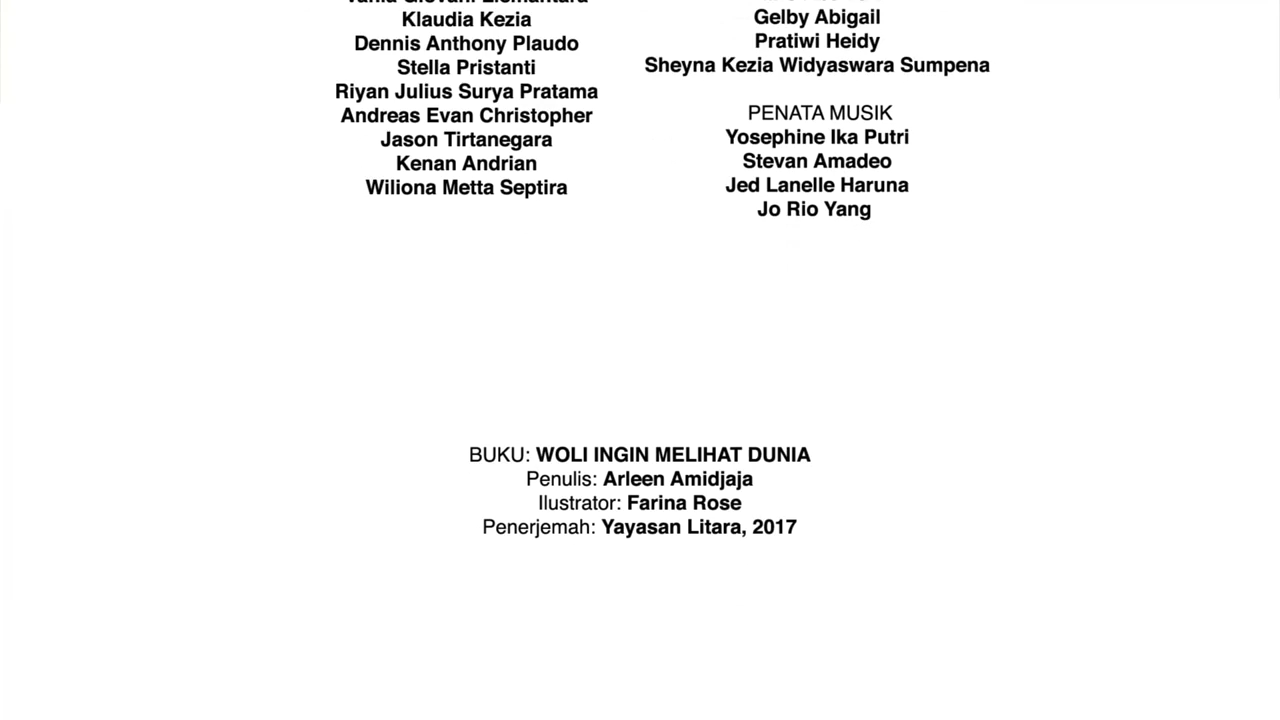 Klaudia Kezia
Dennis Anthony Plaudo
Stella Pristanti
Riyan Julius Surya Pratama
Andreas Evan Christopher
Jason Tirtanegara
Kenan Andrian
Wiliona Metta Septira
Gelby Abigail
Pratiwi Heidy
Sheyna Kezia Widyaswara Sumpena
PENATA MUSIK
Yosephine Ika Putri
Stevan Amadeo
Jed Lanelle Haruna
Jo Rio Yang
BUKU: WOLI INGIN MELIHAT DUNIA
Penulis: Arleen Amidjaja
Ilustrator: Farina Rose
Penerjemah: Yayasan Litara, 2017